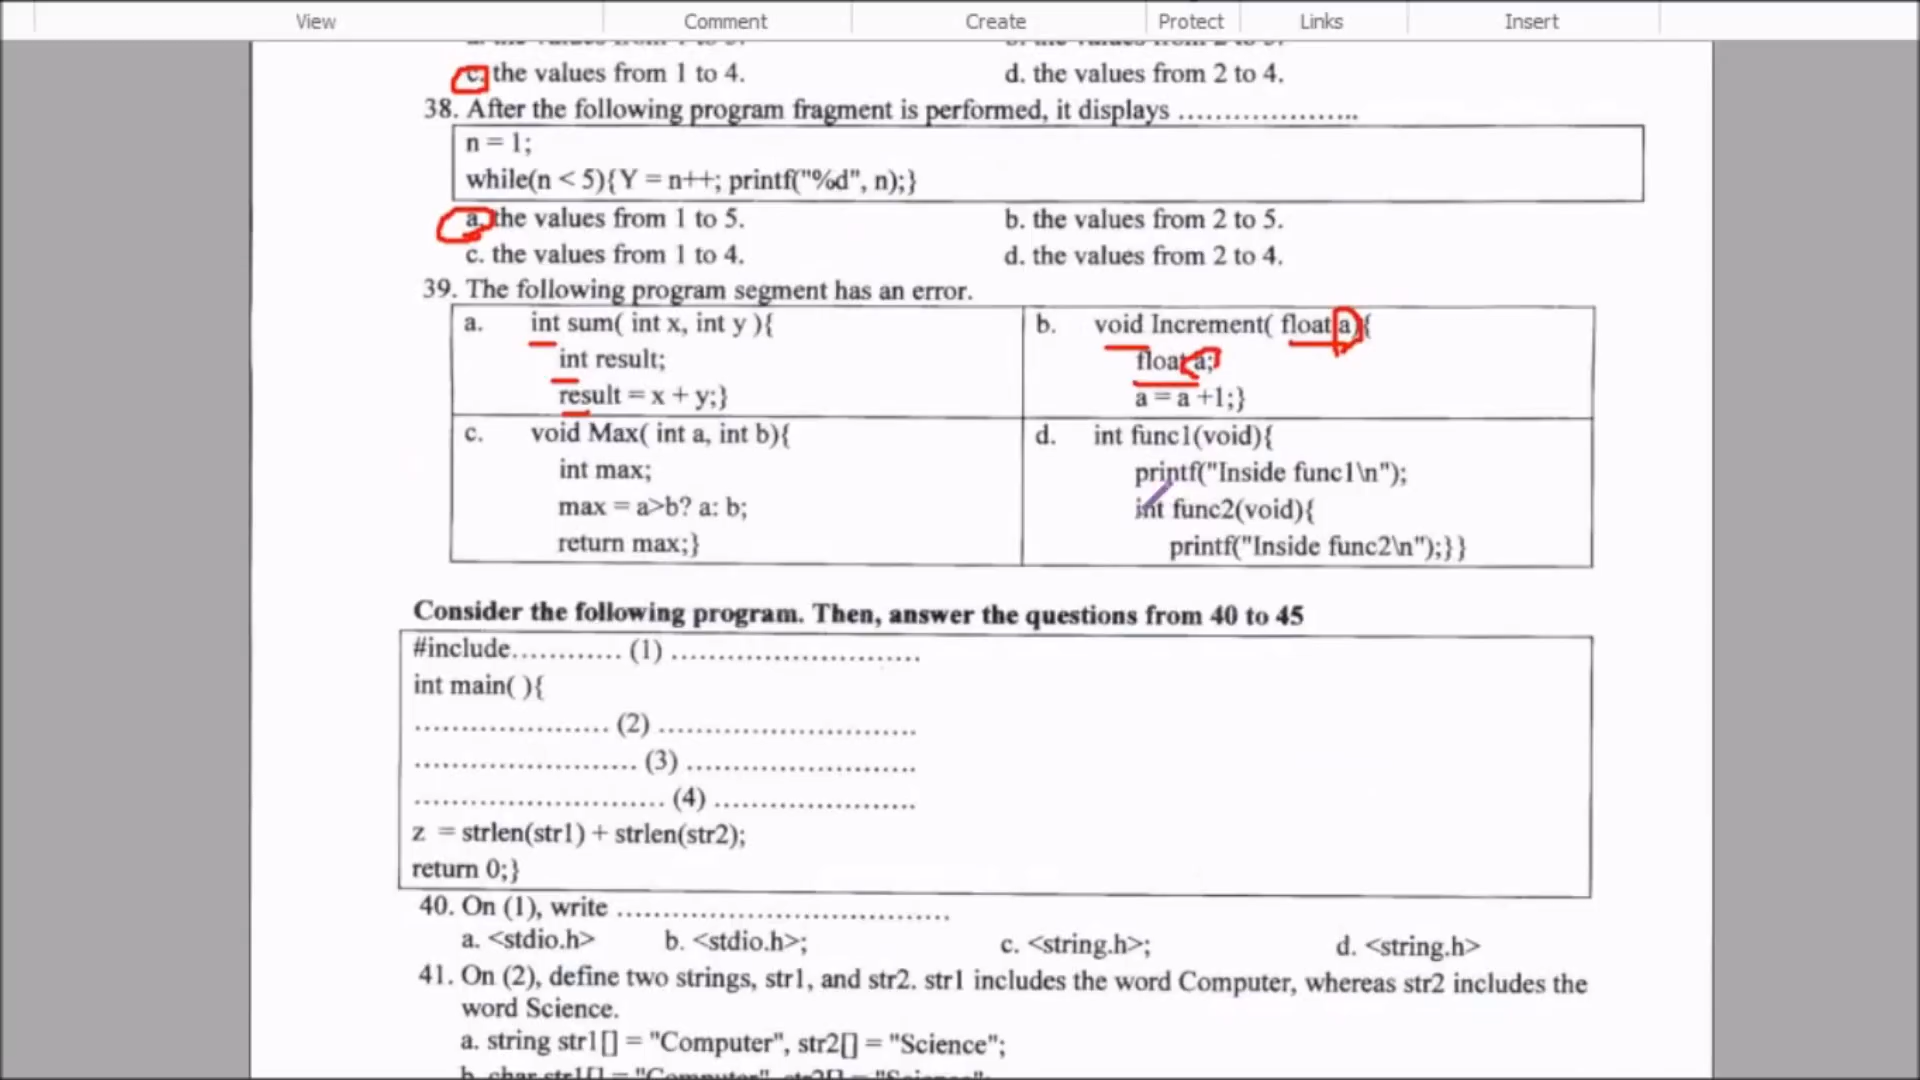 View Comment Create Protect Links Insert
c. the values from 1 to 4. d. the values from 2 to 4.
38. After the following program fragment is performed, it displays .....................
n = 1;
while(n < 5){Y = n++; printf("%d", n);}
a. the values from 1 to 5. b. the values from 2 to 5.
c. the values from 1 to 4. d. the values from 2 to 4.
39. The following program segment has an error.
a. int sum( int x, int y ){
int result;
result = x + y;}
b. void Increment( float a){
float a;
a = a +1;}
c. void Max( int a, int b){
int max;
max = a>b? a: b;
return max;}
d. int func1(void){
printf("Inside func1\n");
int func2(void){
printf("Inside func2\n");}}
Consider the following program. Then, answer the questions from 40 to 45
#include............ (1) ...........................
int main( ){
..................... (2) ............................
........................ (3) .........................
........................... (4) ......................
z = strlen(str1) + strlen(str2);
return 0;}
40. On (1), write ....................................
a. <stdio.h> b. <stdio.h>; c. <string.h>; d. <string.h>
41. On (2), define two strings, str1, and str2. str1 includes the word Computer, whereas str2 includes the
word Science.
a. string str1[] = "Computer", str2[] = "Science";
b. char str1[] = "Computer", str2[] = "Science";